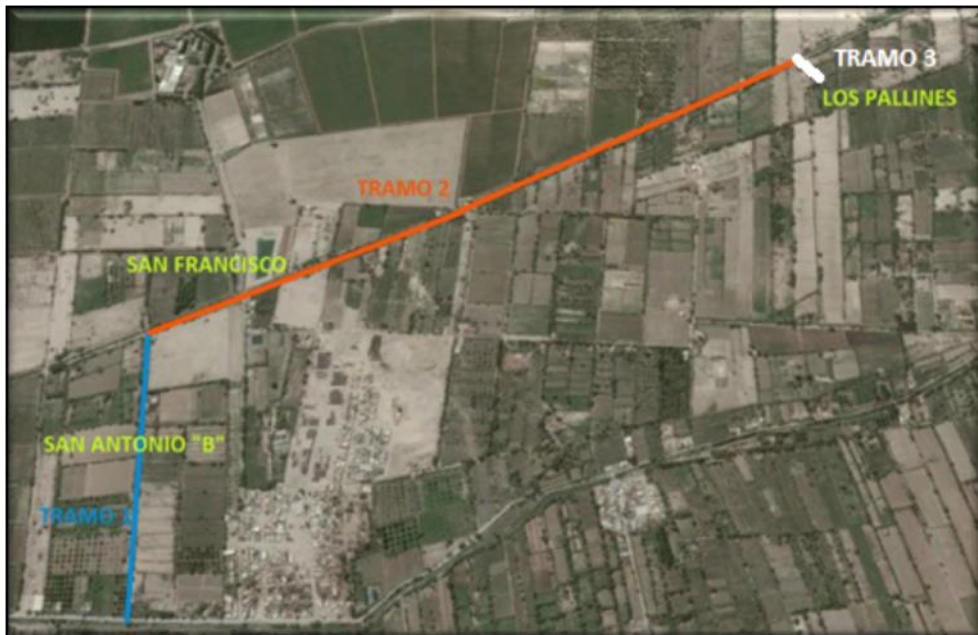 TRAMO 3
LOS PALLINES
TRAMO 2
SAN FRANCISCO
SAN ANTONIO "B"
TRAMO 1